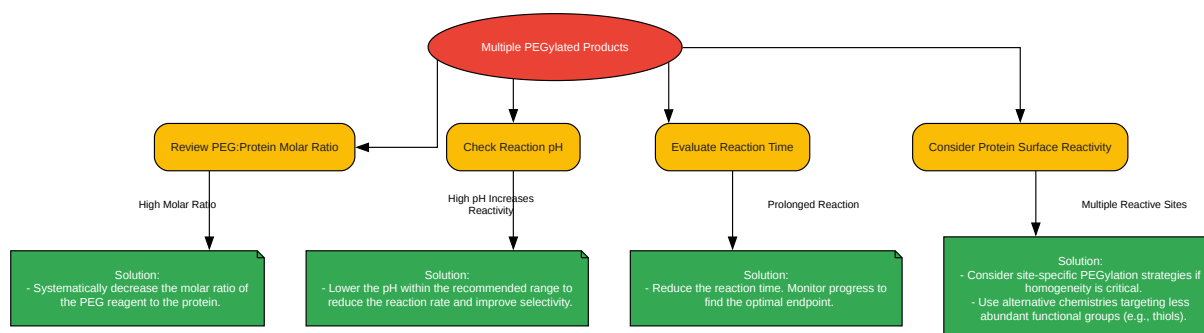 Multiple PEGylated Products
Review PEG:Protein Molar Ratio
Check Reaction pH
Evaluate Reaction Time
Consider Protein Surface Reactivity
High Molar Ratio
High pH Increases
Reactivity
Prolonged Reaction
Multiple Reactive Sites
Solution:
- Systematically decrease the molar ratio of
the PEG reagent to the protein.
Solution:
- Lower the pH within the recommended range to
reduce the reaction rate and improve selectivity.
Solution:
- Reduce the reaction time. Monitor progress to
find the optimal endpoint.
Solution:
- Consider site-specific PEGylation strategies if
homogeneity is critical.
- Use alternative chemistries targeting less
abundant functional groups (e.g., thiols).